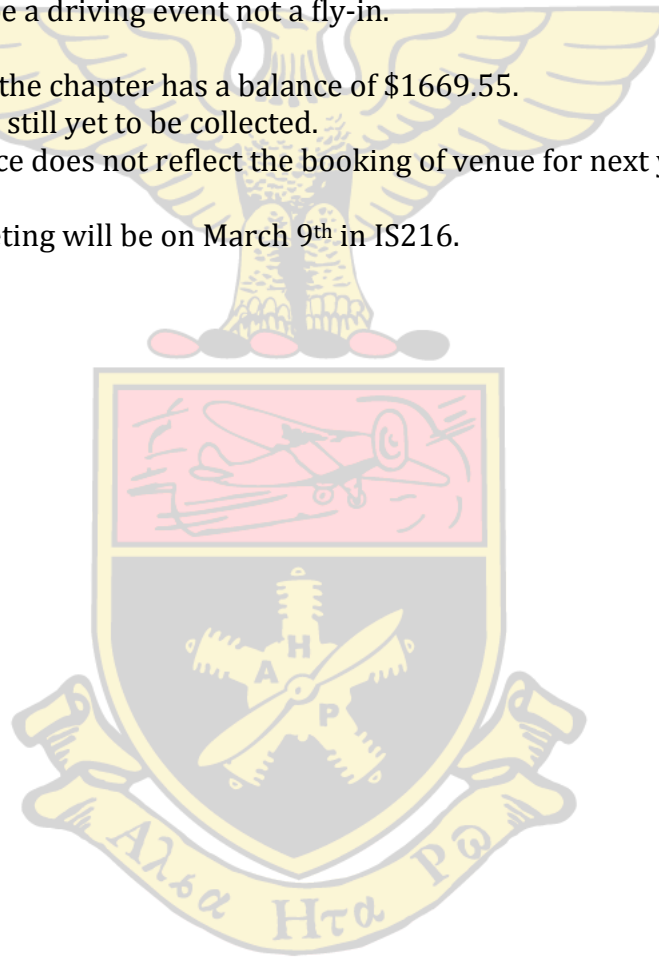 e a driving event not a fly-in.
the chapter has a balance of $1669.55.
still yet to be collected.
ce does not reflect the booking of venue for next y
eting will be on March 9th in IS216.
H
A
P
Αλφα Ητα Ρω